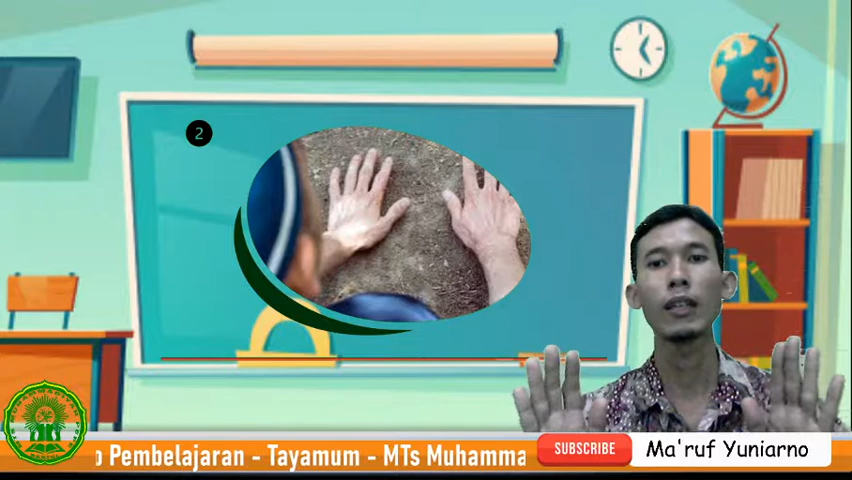 2
Pembelajaran - Tayamum - MTs Muhamma
SUBSCRIBE
Ma'ruf Yuniarno